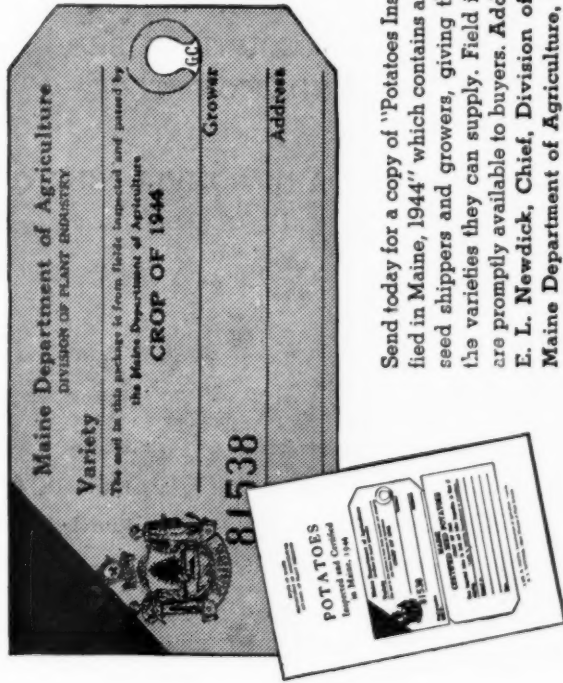 Maine Department of Agriculture
DIVISION OF PLANT INDUSTRY
Variety
The seed in this package is from fields inspected and passed by
the Maine Department of Agriculture
CROP OF 1944
G.C.
Grower
Address
81538
POTATOES
Inspected and Certified
in Maine, 1944
81538
Send today for a copy of "Potatoes Ins
fied in Maine, 1944" which contains a
seed shippers and growers, giving t
the varieties they can supply. Field i
are promptly available to buyers. Add
E. L. Newdick, Chief, Division of
Maine Department of Agriculture,